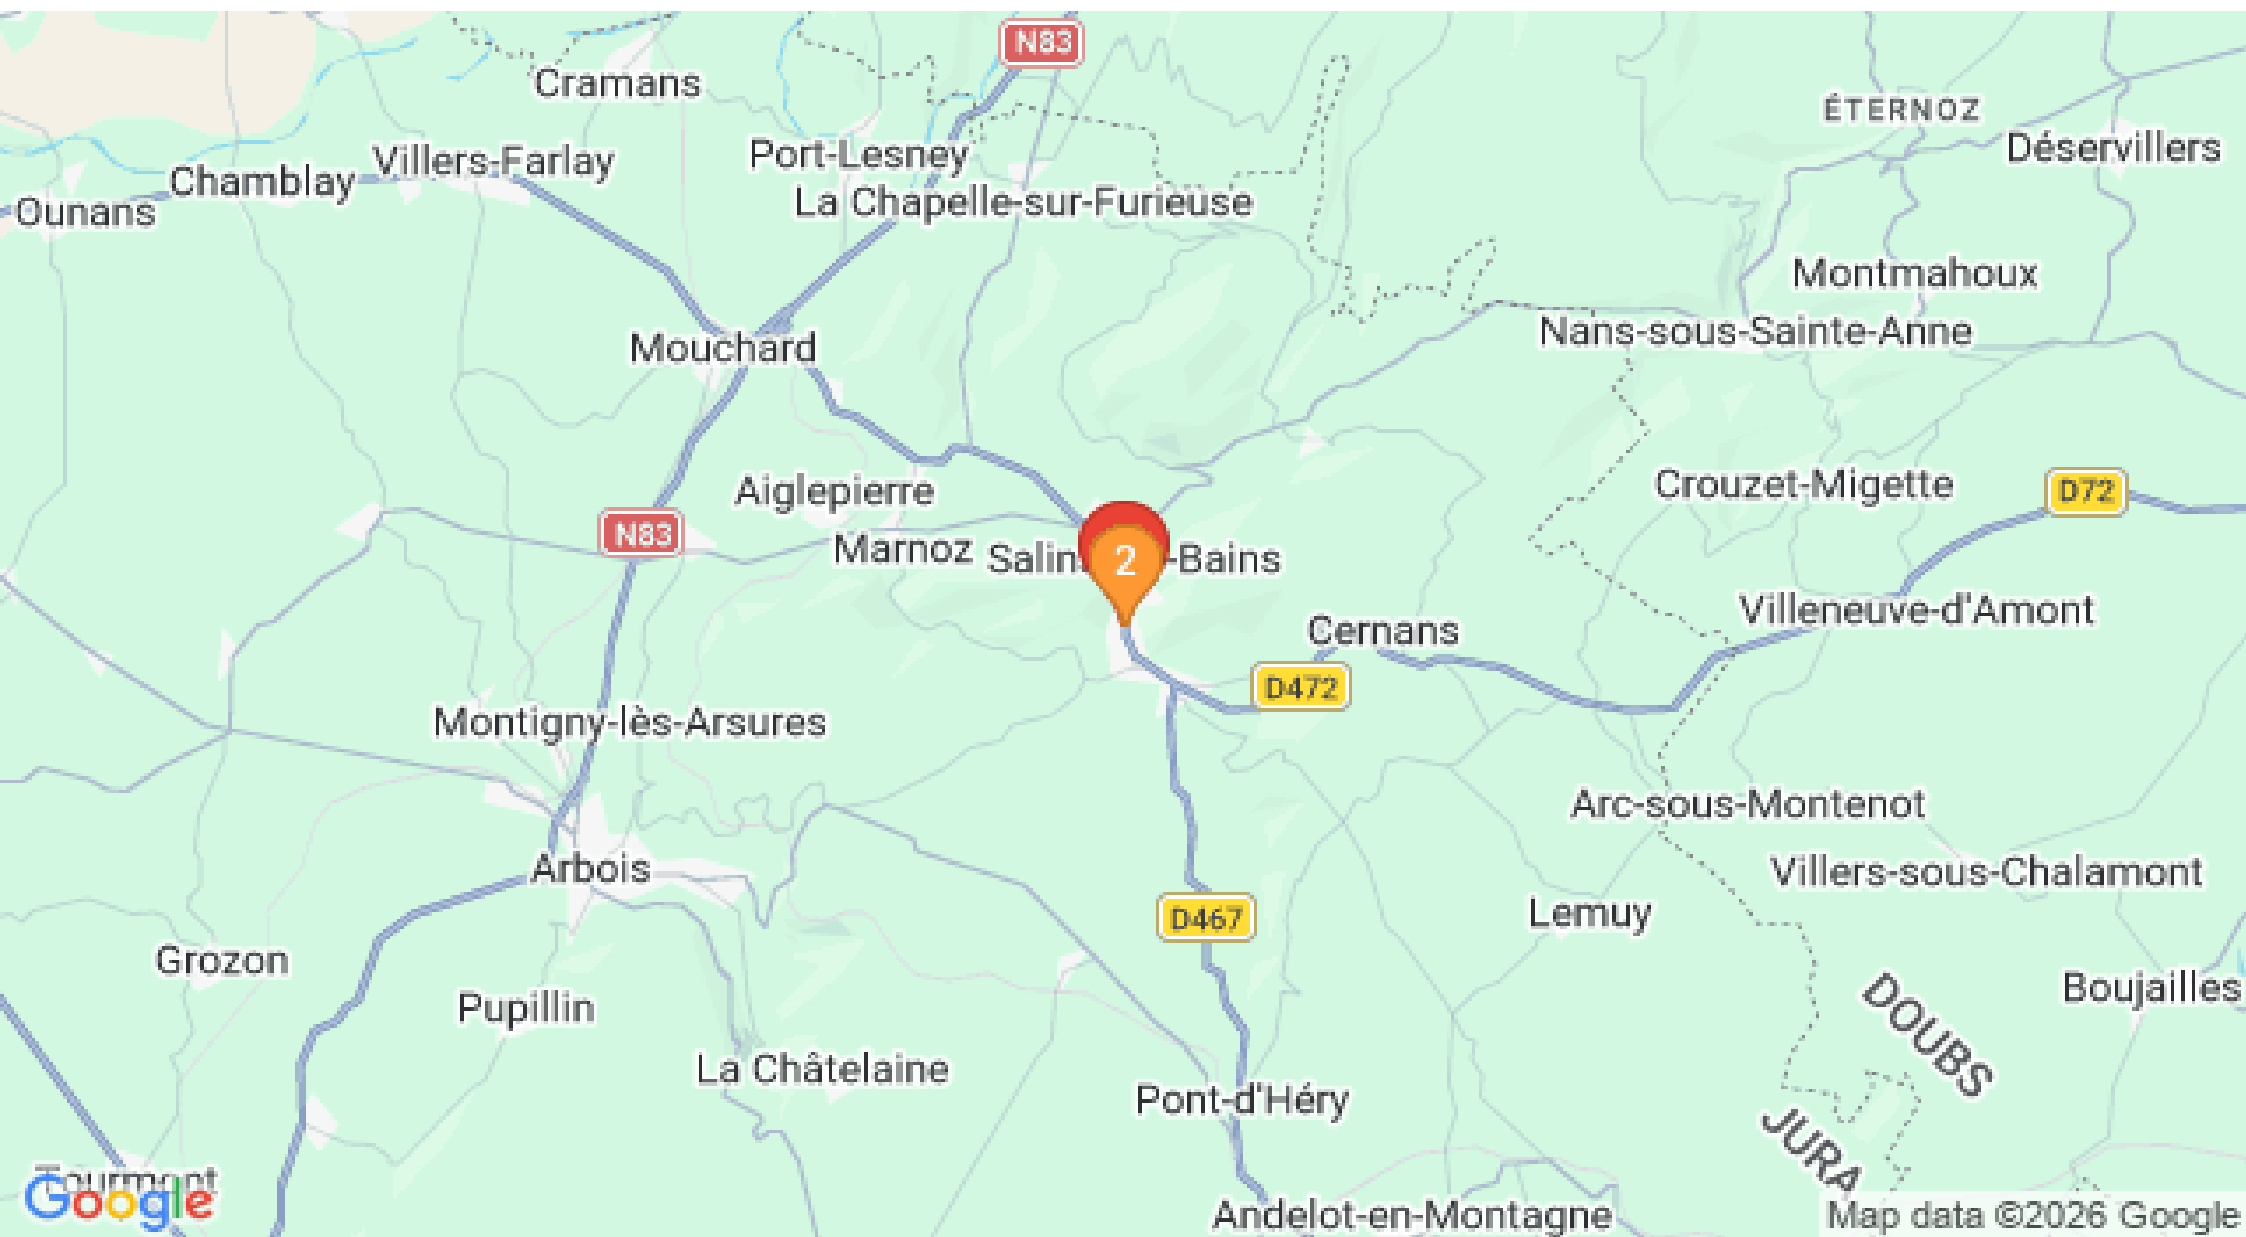 N83
Cramans
ÉTERNOZ
Déservillers
Port-Lesney
Villers-Farlay
Chamblay
La Chapelle-sur-Furieuse
Ounans
Montmahoux
Nans-sous-Sainte-Anne
Mouchard
Crouzet-Migette
D72
Aiglepierre
N83
Marnoz
Salin
2
-Bains
Villeneuve-d'Amont
Cernans
D472
Montigny-lès-Arsures
Arc-sous-Montenot
Arbois
Villers-sous-Chalamont
Lemuy
D467
Grozon
Boujailles
Pupillin
DOUBS
La Châtelaine
Pont-d'Héry
JURA
Tourmont
Google
Andelot-en-Montagne
Map data ©2026 Google